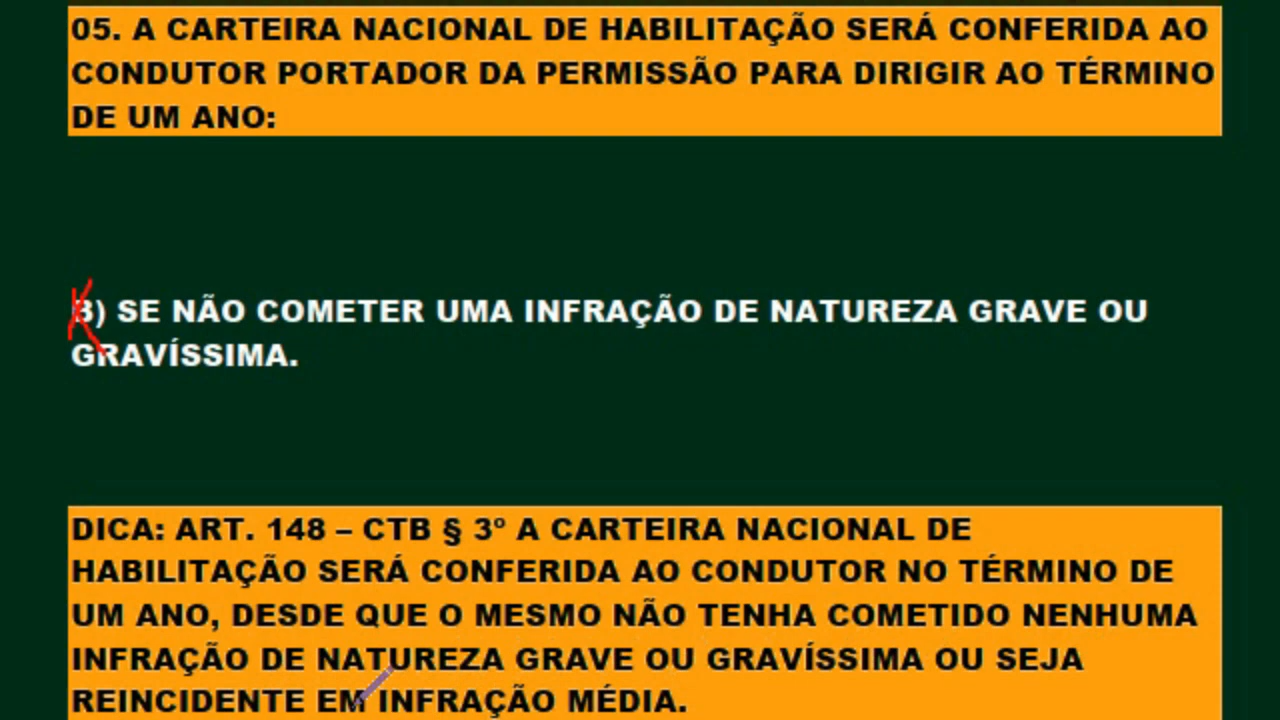 05. A CARTEIRA NACIONAL DE HABILITAÇÃO SERÁ CONFERIDA AO
CONDUTOR PORTADOR DA PERMISSÃO PARA DIRIGIR AO TÉRMINO
DE UM ANO:
B) SE NÃO COMETER UMA INFRAÇÃO DE NATUREZA GRAVE OU
GRAVÍSSIMA.
DICA: ART. 148 – CTB § 3º A CARTEIRA NACIONAL DE
HABILITAÇÃO SERÁ CONFERIDA AO CONDUTOR NO TÉRMINO DE
UM ANO, DESDE QUE O MESMO NÃO TENHA COMETIDO NENHUMA
INFRAÇÃO DE NATUREZA GRAVE OU GRAVÍSSIMA OU SEJA
REINCIDENTE EM INFRAÇÃO MÉDIA.